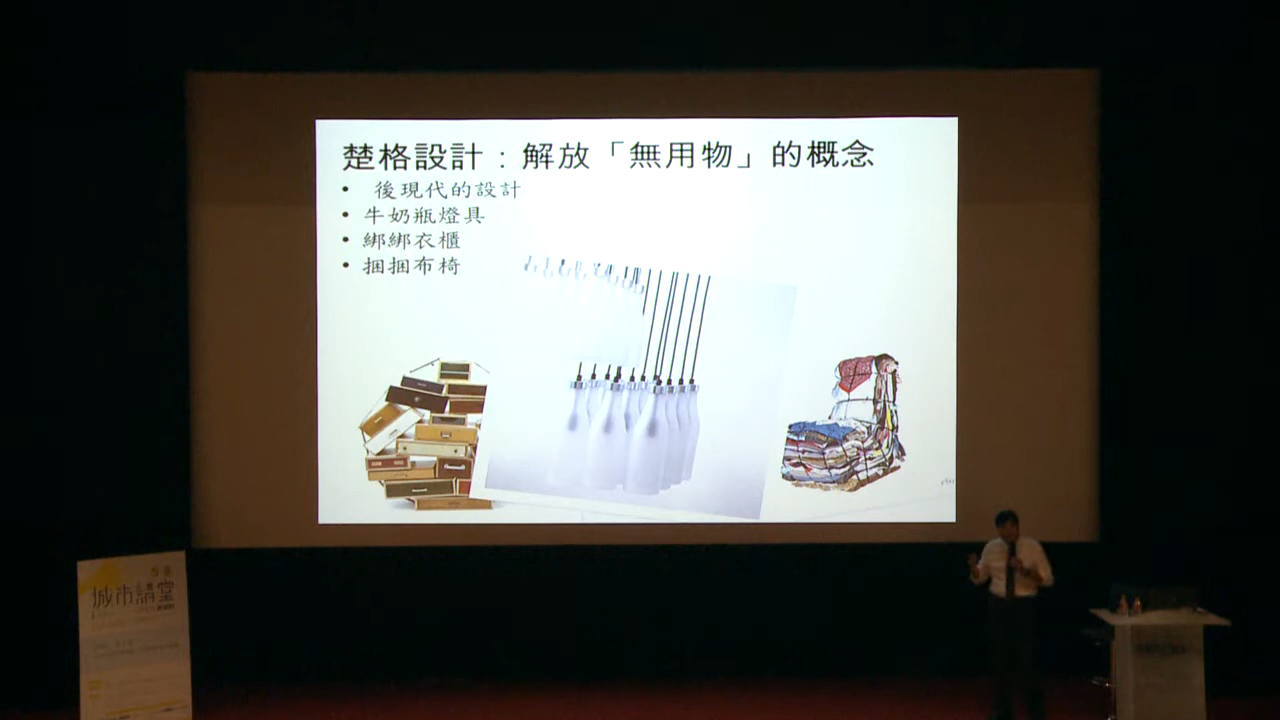 楚格設計：解放「無用物」的概念
• 後現代的設計
• 牛奶瓶燈具
• 綁綁衣櫃
• 捆捆布椅
城市講堂